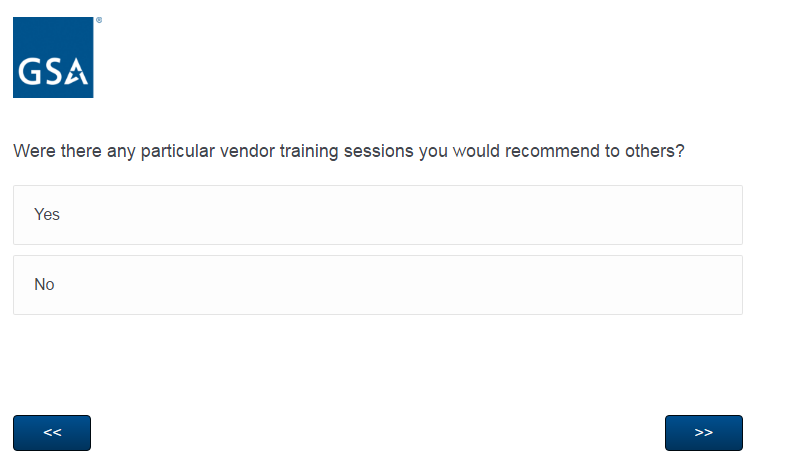 ®
GSA
Were there any particular vendor training sessions you would recommend to others?
Yes
No
<< >>